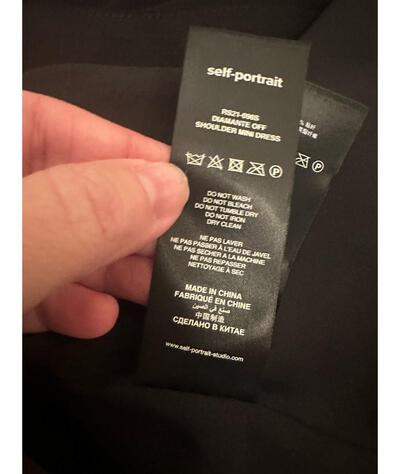 self-portrait
RS21-096S
DIAMANTE OFF
SHOULDER MINI DRESS
P
DO NOT WASH
DO NOT BLEACH
DO NOT TUMBLE DRY
DO NOT IRON
DRY CLEAN
NE PAS LAVER
NE PAS PASSER À L'EAU DE JAVEL
NE PAS SECHER A LA MACHINE
NE PAS REPASSER
NETTOYAGE À SEC
MADE IN CHINA
FABRIQUÉ EN CHINE
صنع في الصين
中国制造
СДЕЛАНО В КИТАЕ
www.self-portrait-studio.com
P